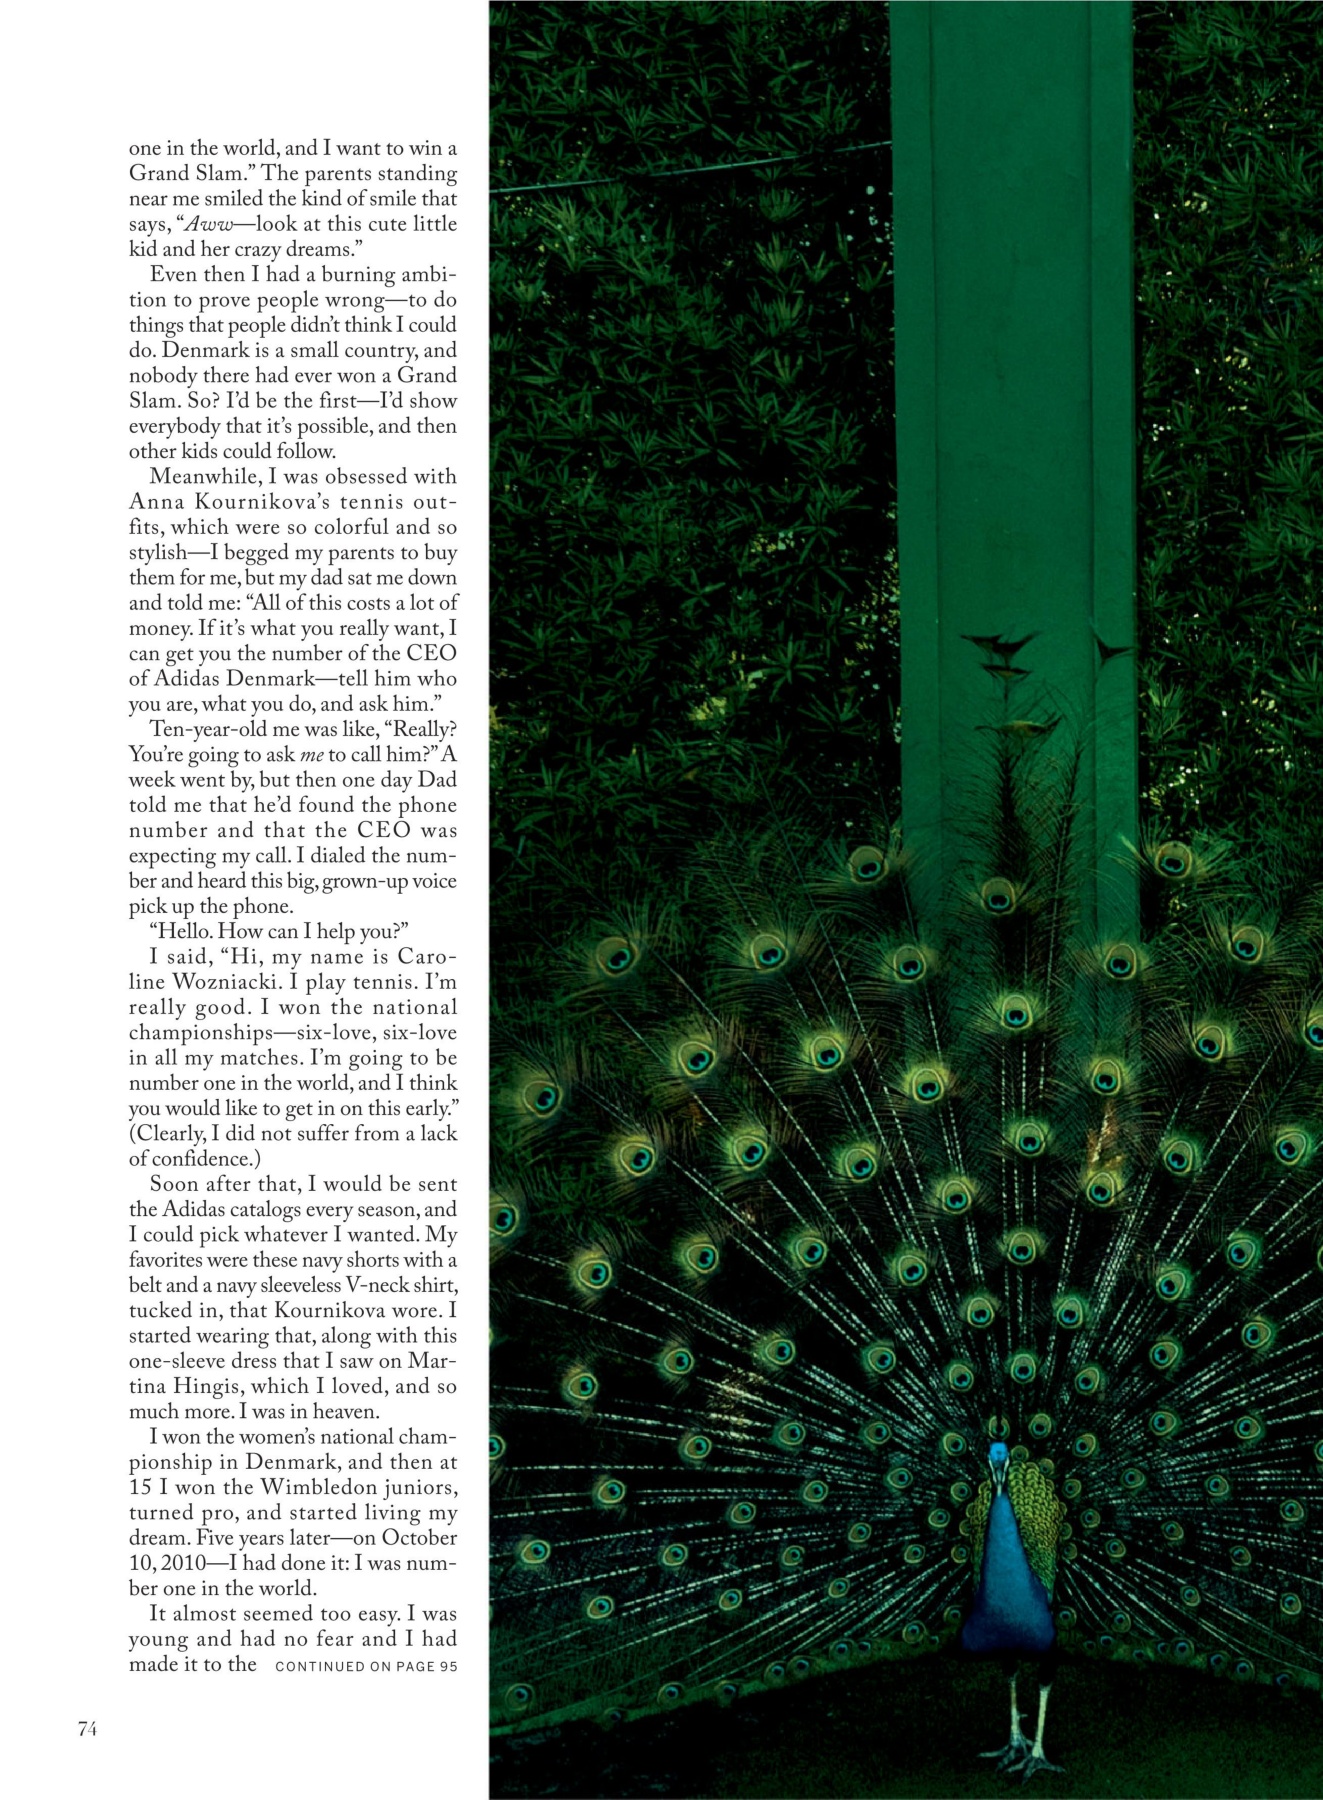 one in the world, and I want to win a
Grand Slam.” The parents standing
near me smiled the kind of smile that
says, “Aww—look at this cute little
kid and her crazy dreams.”
Even then I had a burning ambi-
tion to prove people wrong—to do
things that people didn’t think I could
do. Denmark is a small country, and
nobody there had ever won a Grand
Slam. So? I’d be the first—I’d show
everybody that it’s possible, and then
other kids could follow.
Meanwhile, I was obsessed with
Anna Kournikova’s tennis out-
fits, which were so colorful and so
stylish—I begged my parents to buy
them for me, but my dad sat me down
and told me: “All of this costs a lot of
money. If it’s what you really want, I
can get you the number of the CEO
of Adidas Denmark—tell him who
you are, what you do, and ask him.”
Ten-year-old me was like, “Really?
You’re going to ask me to call him?” A
week went by, but then one day Dad
told me that he’d found the phone
number and that the CEO was
expecting my call. I dialed the num-
ber and heard this big, grown-up voice
pick up the phone.
“Hello. How can I help you?”
I said, “Hi, my name is Caro-
line Wozniacki. I play tennis. I’m
really good. I won the national
championships—six-love, six-love
in all my matches. I’m going to be
number one in the world, and I think
you would like to get in on this early.”
(Clearly, I did not suffer from a lack
of confidence.)
Soon after that, I would be sent
the Adidas catalogs every season, and
I could pick whatever I wanted. My
favorites were these navy shorts with a
belt and a navy sleeveless V-neck shirt,
tucked in, that Kournikova wore. I
started wearing that, along with this
one-sleeve dress that I saw on Mar-
tina Hingis, which I loved, and so
much more. I was in heaven.
I won the women’s national cham-
pionship in Denmark, and then at
15 I won the Wimbledon juniors,
turned pro, and started living my
dream. Five years later—on October
10, 2010—I had done it: I was num-
ber one in the world.
It almost seemed too easy. I was
young and had no fear and I had
made it to the CONTINUED ON PAGE 95
74